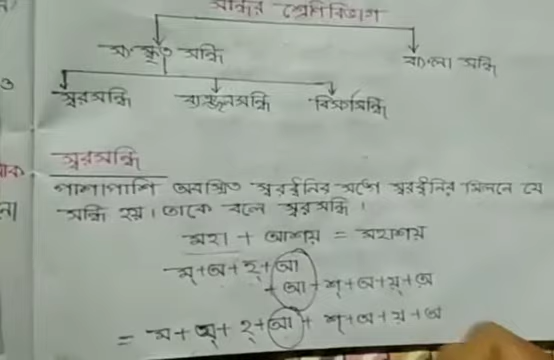 সন্ধির শ্রেণিবিভাগ
সংস্কৃত সন্ধি
বাংলা সন্ধি
স্বরসন্ধি
ব্যঞ্জনসন্ধি
বিসর্গসন্ধি
স্বরসন্ধি
পাশাপাশি অবস্থিত স্বরধ্বনির সঙ্গে স্বরধ্বনির মিলনে যে
সন্ধি হয়। তাকে বলে স্বরসন্ধি।
মহা + আশয় = মহাশয়
ম্+অ+হ্+আ
+আ+শ্+অ+য়্+অ
= ম+অ+হ্+আ+ শ্+অ+য়+অ